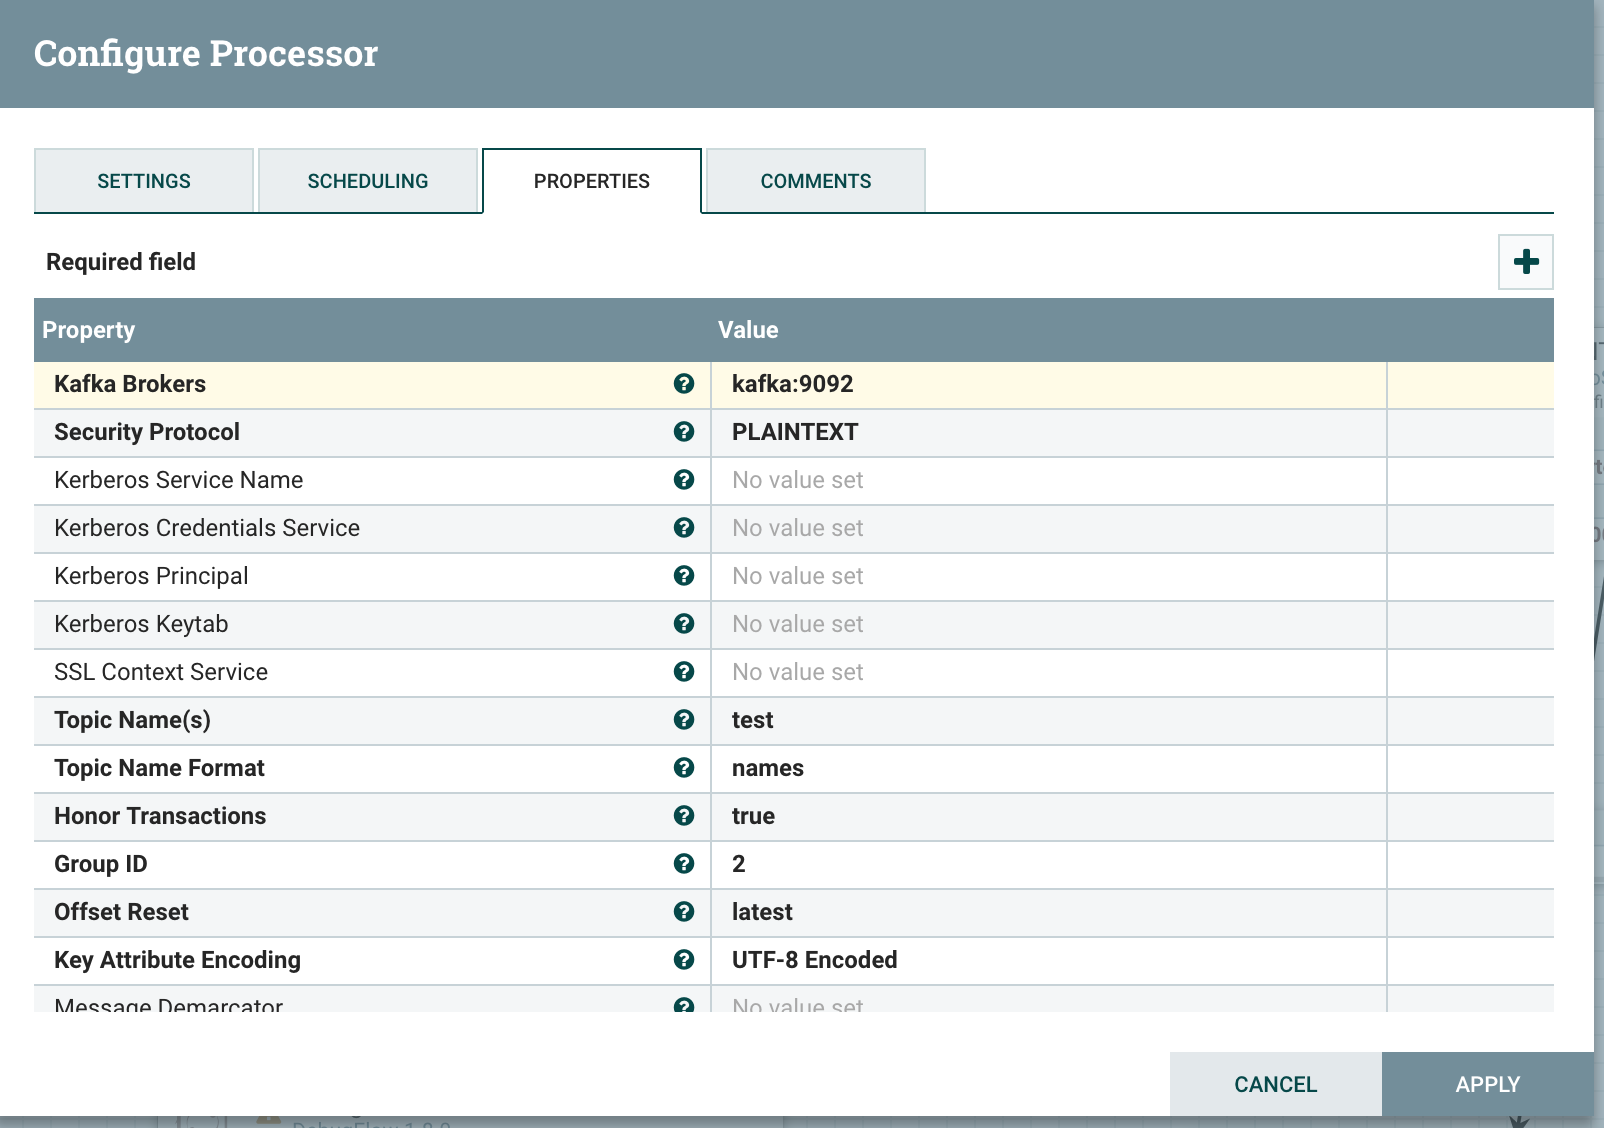 Configure Processor
SETTINGS SCHEDULING PROPERTIES COMMENTS
Required field
Property Value
Kafka Brokers kafka:9092
Security Protocol PLAINTEXT
Kerberos Service Name No value set
Kerberos Credentials Service No value set
Kerberos Principal No value set
Kerberos Keytab No value set
SSL Context Service No value set
Topic Name(s) test
Topic Name Format names
Honor Transactions true
Group ID 2
Offset Reset latest
Key Attribute Encoding UTF-8 Encoded
Message Demarcator No value set
CANCEL APPLY